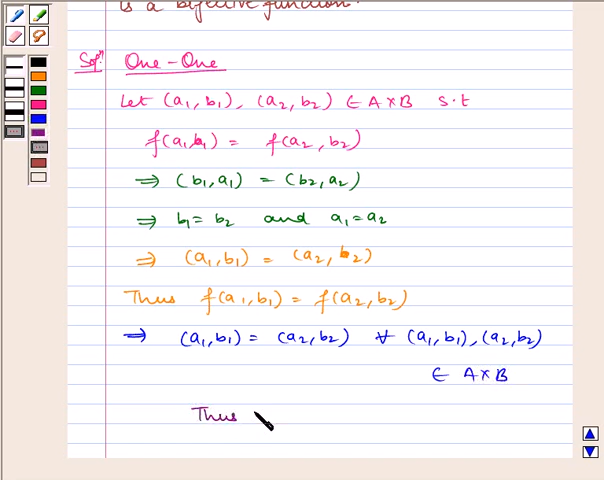 is a bijective function.
Solⁿ. One-One
Let (a₁, b₁), (a₂, b₂) ∈ A×B s.t
f(a₁,b₁) = f(a₂, b₂)
⇒ (b₁, a₁) = (b₂, a₂)
⇒ b₁ = b₂ and a₁ = a₂
⇒ (a₁, b₁) = (a₂, b₂)
Thus f(a₁, b₁) = f(a₂, b₂)
⇒ (a₁, b₁) = (a₂, b₂) ∀ (a₁, b₁), (a₂, b₂)
∈ A×B
Thus